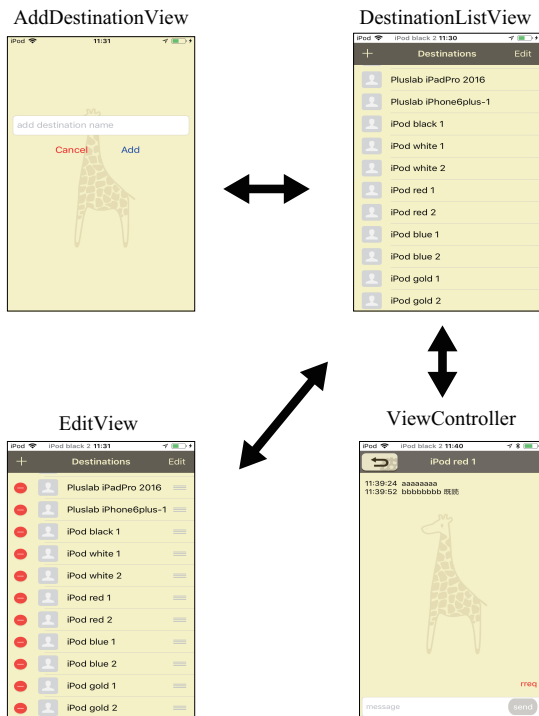 AddDestinationView
iPod 11:31
add destination name
Cancel Add
DestinationListView
iPod iPod black 2 11:30
+ Destinations Edit
Pluslab iPadPro 2016
Pluslab iPhone6plus-1
iPod black 1
iPod white 1
iPod white 2
iPod red 1
iPod red 2
iPod blue 1
iPod blue 2
iPod gold 1
iPod gold 2
EditView
iPod iPod black 2 11:31
+ Destinations Edit
Pluslab iPadPro 2016
Pluslab iPhone6plus-1
iPod black 1
iPod white 1
iPod white 2
iPod red 1
iPod red 2
iPod blue 1
iPod blue 2
iPod gold 1
iPod gold 2
ViewController
iPod iPod black 2 11:40
iPod red 1
11:39:24 aaaaaaaa
11:39:52 bbbbbbbb 既読
rreq
message send